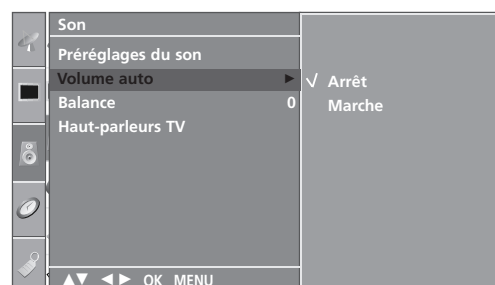 Son
Préréglages du son
Volume auto ► √ Arrêt
Balance 0 Marche
Haut-parleurs TV
▲▼ ◄► OK MENU